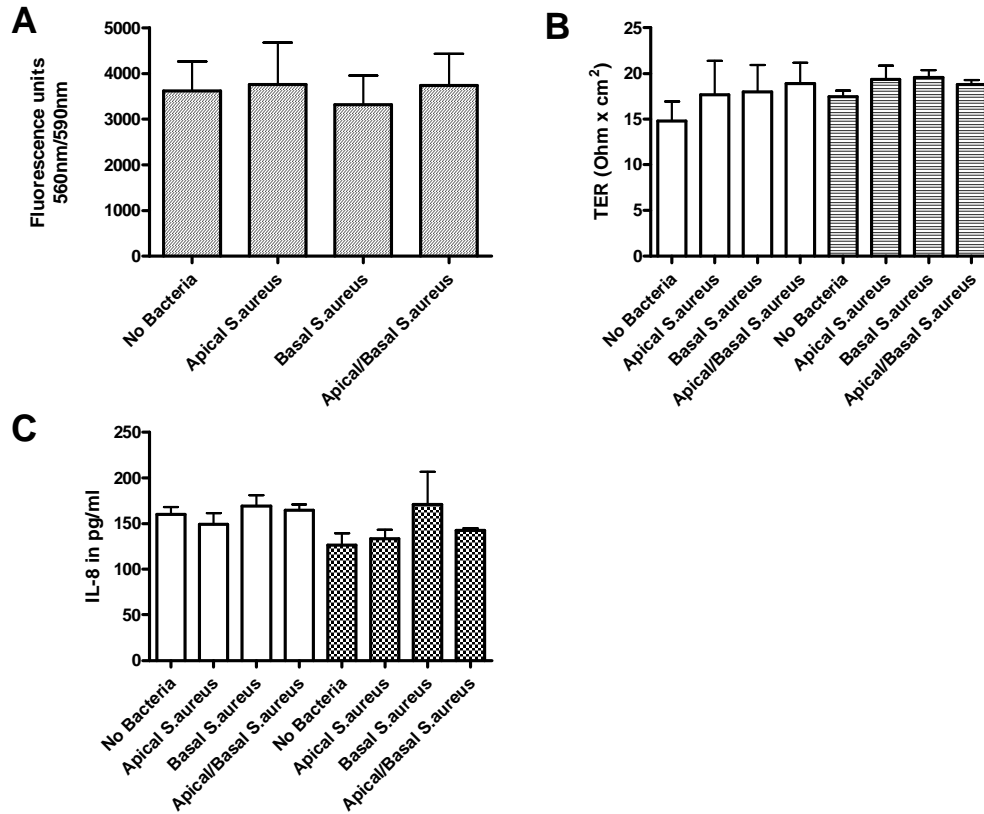 A
Fluorescence units
560nm/590nm
5000
4000
3000
2000
1000
0
No Bacteria
Apical S.aureus
Basal S.aureus
Apical/Basal S.aureus
B
TER (Ohm x cm²)
25
20
15
10
5
0
No Bacteria
Apical S.aureus
Basal S.aureus
Apical/Basal S.aureus
No Bacteria
Apical S.aureus
Basal S.aureus
Apical/Basal S.aureus
C
IL-8 in pg/ml
250
200
150
100
50
0
No Bacteria
Apical S.aureus
Basal S.aureus
Apical/Basal S.aureus
No Bacteria
Apical S.aureus
Basal S.aureus
Apical/Basal S.aureus